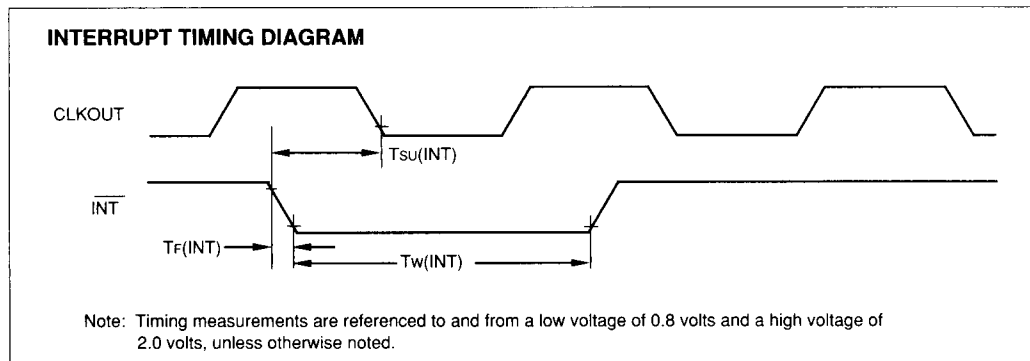 INTERRUPT TIMING DIAGRAM
CLKOUT
TSU(INT)
INT
TF(INT)
TW(INT)
Note: Timing measurements are referenced to and from a low voltage of 0.8 volts and a high voltage of
2.0 volts, unless otherwise noted.